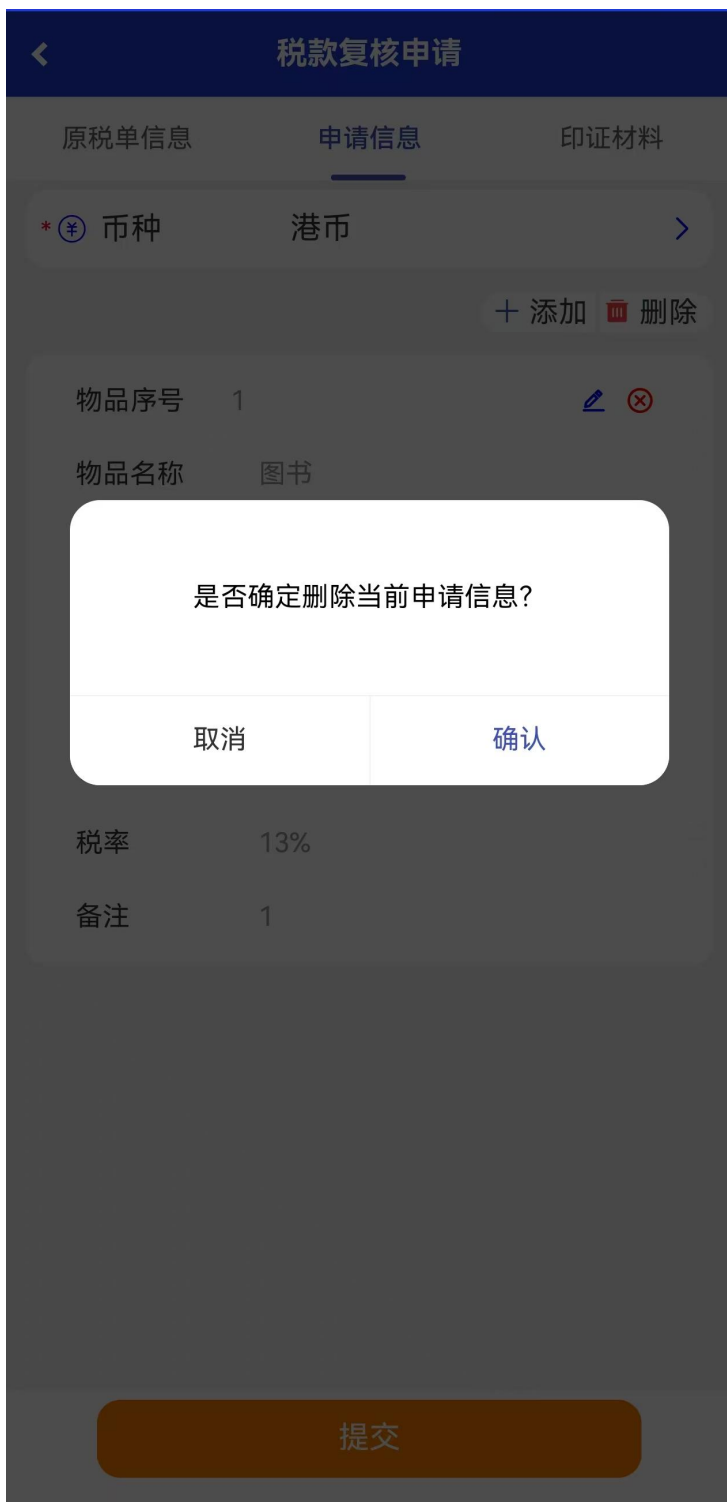 税款复核申请
原税单信息 申请信息 印证材料
* 币种 港币
添加 删除
物品序号 1
物品名称 图书
是否确定删除当前申请信息?
取消 确认
税率 13%
备注 1
提交